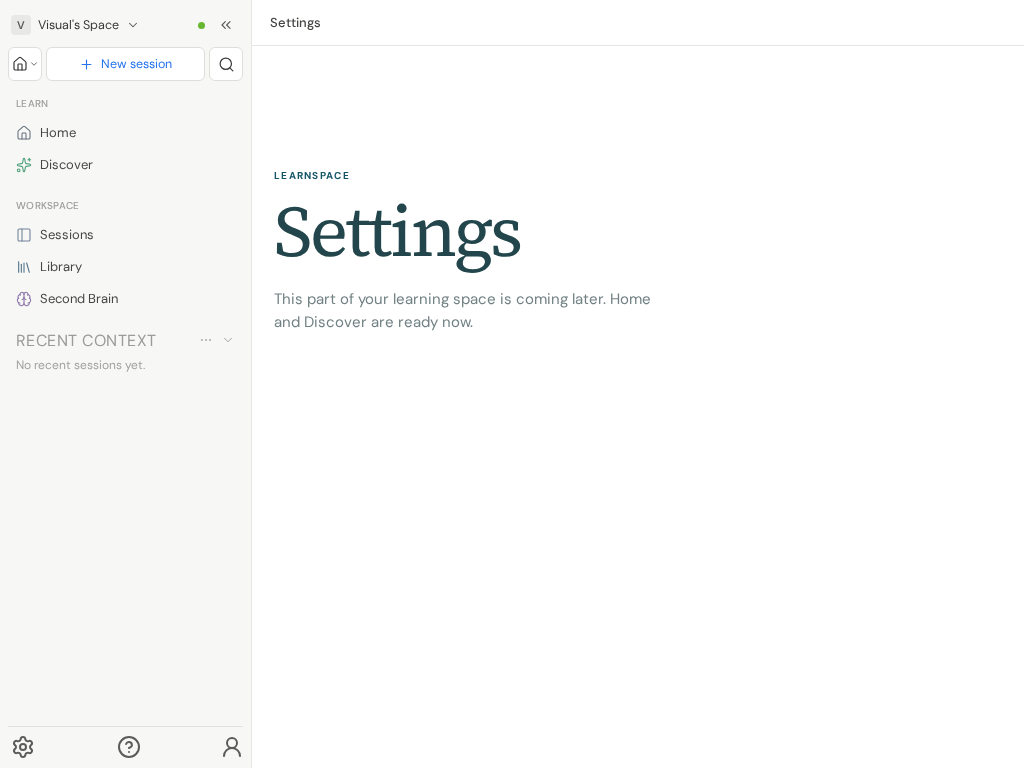 V Visual's Space
Settings
New session
LEARN
Home
Discover
WORKSPACE
Sessions
Library
Second Brain
RECENT CONTEXT
No recent sessions yet.
LEARNSPACE
Settings
This part of your learning space is coming later. Home
and Discover are ready now.